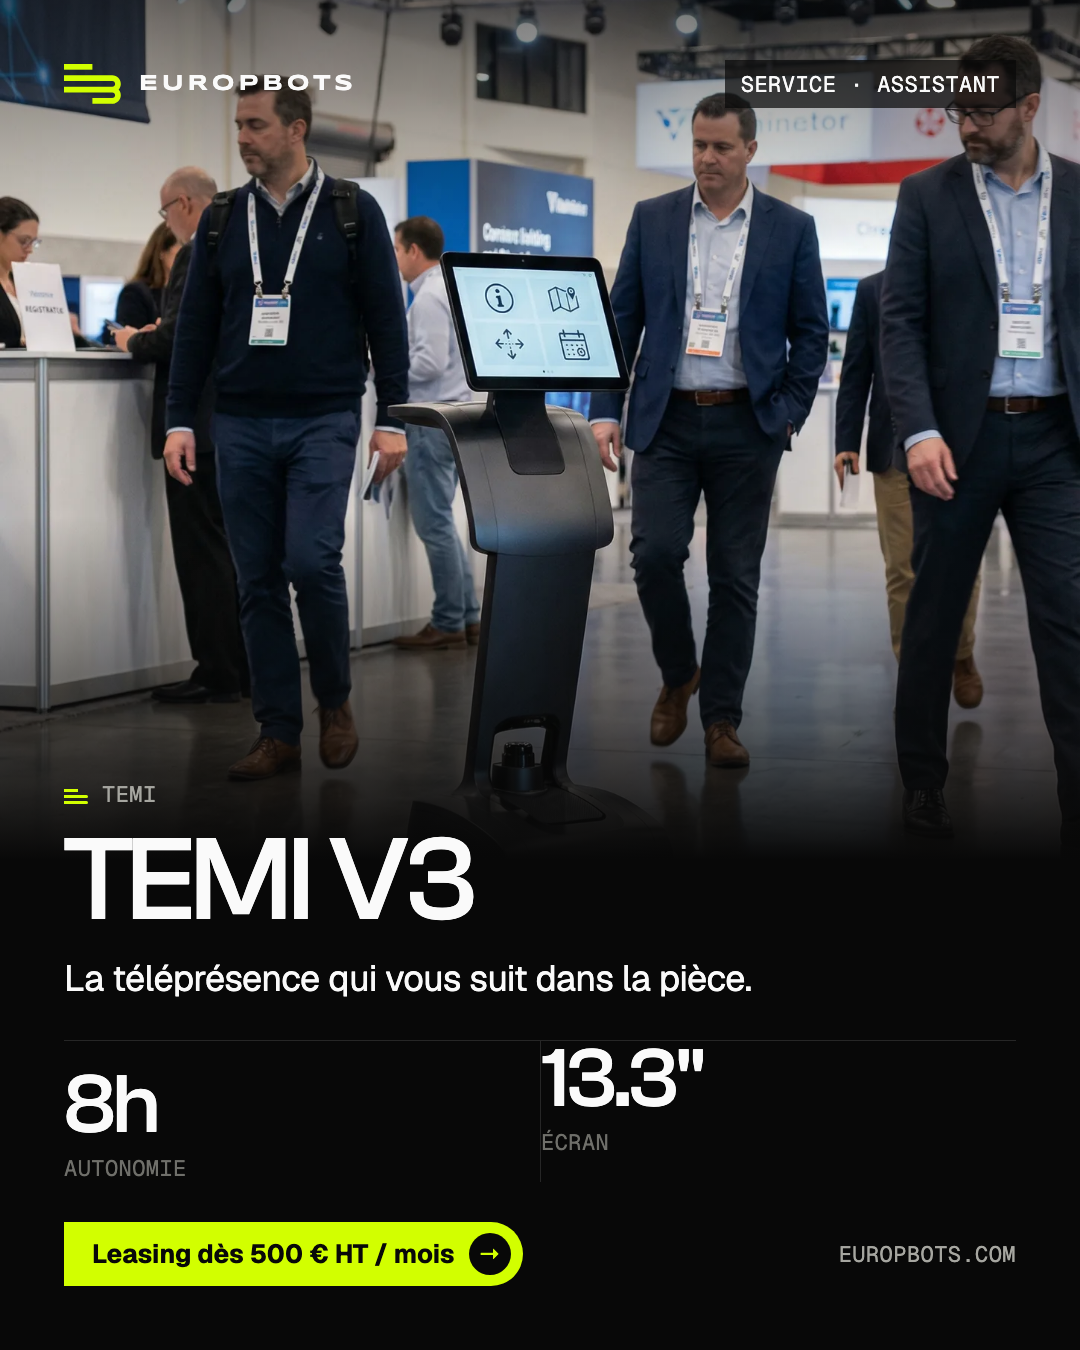 EUROPBOTS
SERVICE · ASSISTANT
TEMI
TEMI V3
La téléprésence qui vous suit dans la pièce.
8h
AUTONOMIE
13.3"
ÉCRAN
Leasing dès 500 € HT / mois →
EUROPBOTS.COM